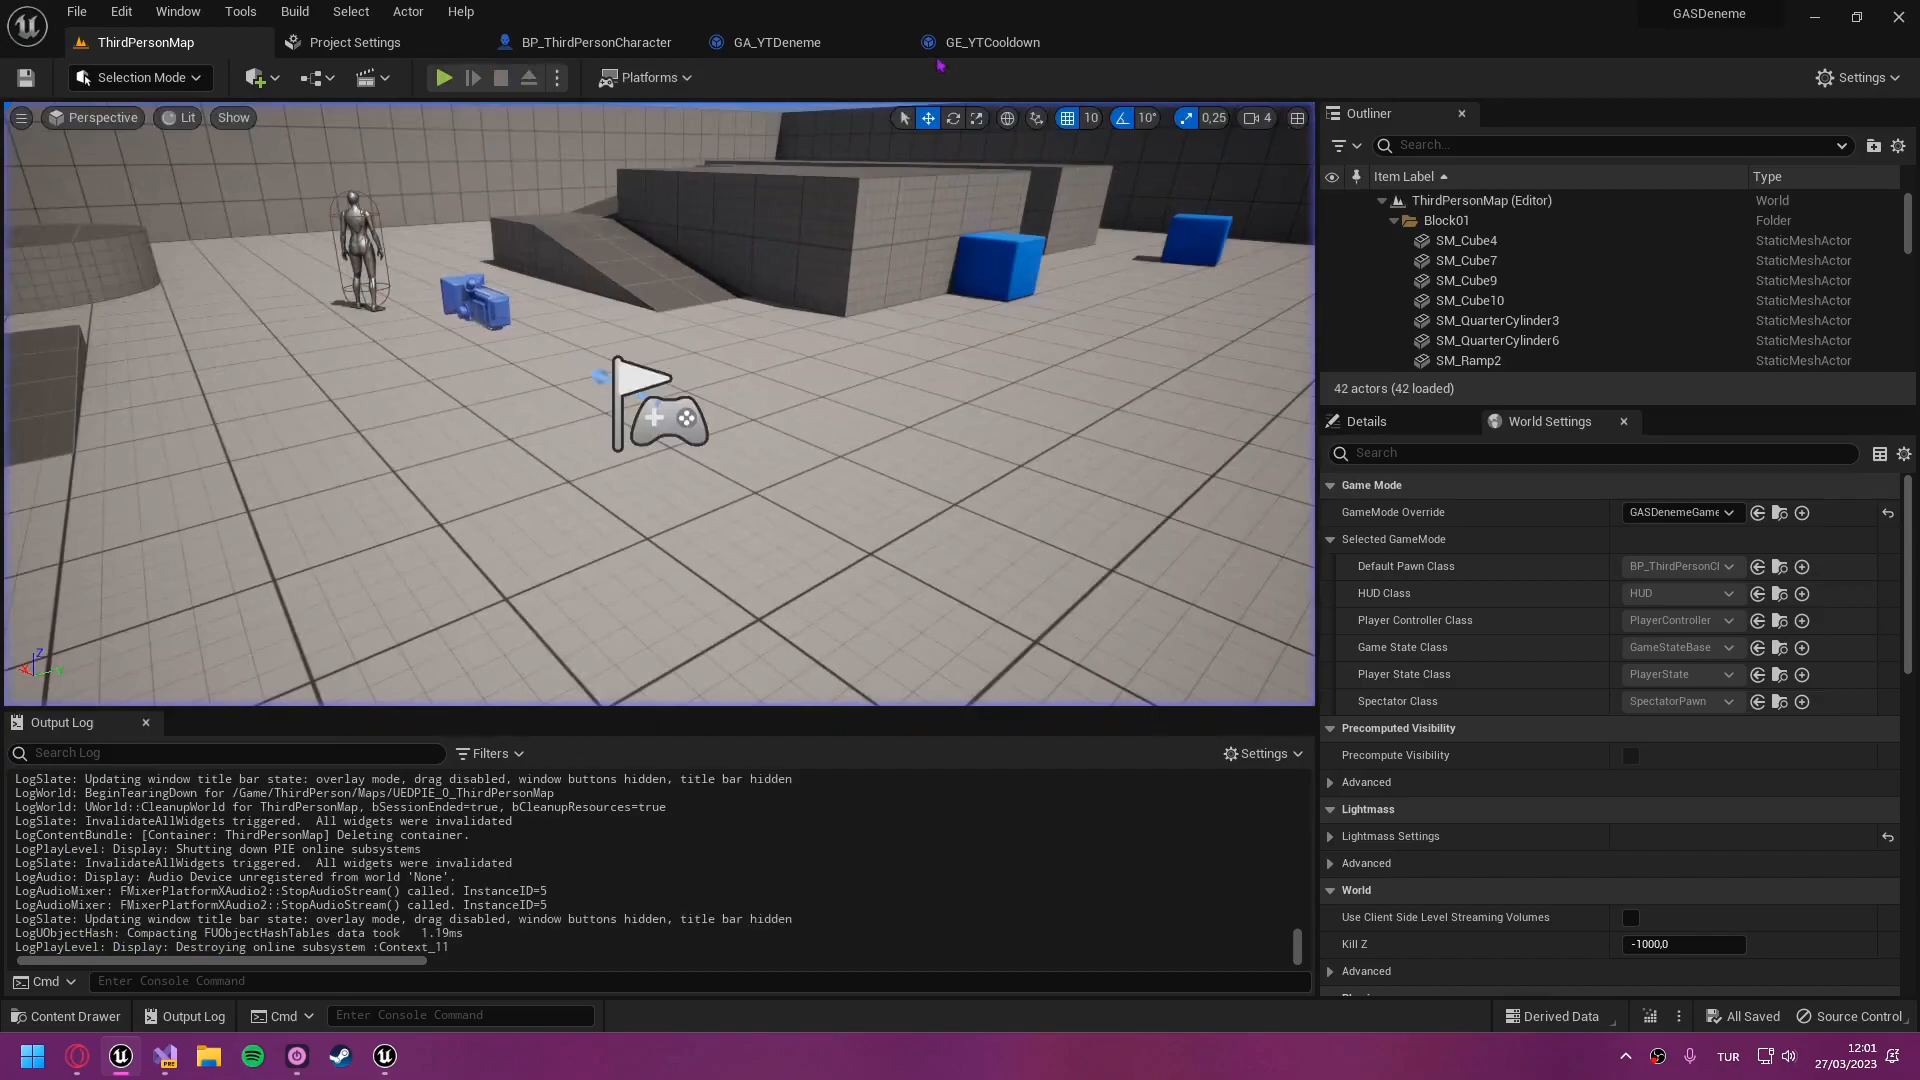 File Edit Window Tools Build Select Actor Help
GASDeneme
ThirdPersonMap
Project Settings
BP_ThirdPersonCharacter
GA_YTDeneme
GE_YTCooldown
Selection Mode
Platforms
Settings
Perspective
Lit
Show
10
10°
0,25
4
Outliner
Search...
Item Label
Type
ThirdPersonMap (Editor) World
Block01 Folder
SM_Cube4 StaticMeshActor
SM_Cube7 StaticMeshActor
SM_Cube9 StaticMeshActor
SM_Cube10 StaticMeshActor
SM_QuarterCylinder3 StaticMeshActor
SM_QuarterCylinder6 StaticMeshActor
SM_Ramp2 StaticMeshActor
42 actors (42 loaded)
Details
World Settings
Search
Game Mode
GameMode Override GASDenemeGame
Selected GameMode
Default Pawn Class BP_ThirdPersonCl
HUD Class HUD
Player Controller Class PlayerController
Game State Class GameStateBase
Player State Class PlayerState
Spectator Class SpectatorPawn
Precomputed Visibility
Precompute Visibility
Advanced
Lightmass
Lightmass Settings
Advanced
World
Use Client Side Level Streaming Volumes
Kill Z -1000,0
Advanced
Z
X
Output Log
Search Log
Filters
Settings
LogSlate: Updating window title bar state: overlay mode, drag disabled, window buttons hidden, title bar hidden
LogWorld: BeginTearingDown for /Game/ThirdPerson/Maps/UEDPIE_0_ThirdPersonMap
LogWorld: UWorld::CleanupWorld for ThirdPersonMap, bSessionEnded=true, bCleanupResources=true
LogSlate: InvalidateAllWidgets triggered.  All widgets were invalidated
LogContentBundle: [Container: ThirdPersonMap] Deleting container.
LogPlayLevel: Display: Shutting down PIE online subsystems
LogSlate: InvalidateAllWidgets triggered.  All widgets were invalidated
LogAudio: Display: Audio Device unregistered from world 'None'.
LogAudioMixer: FMixerPlatformXAudio2::StopAudioStream() called. InstanceID=5
LogAudioMixer: FMixerPlatformXAudio2::StopAudioStream() called. InstanceID=5
LogSlate: Updating window title bar state: overlay mode, drag disabled, window buttons hidden, title bar hidden
LogUObjectHash: Compacting FUObjectHashTables data took   1.19ms
LogPlayLevel: Display: Destroying online subsystem :Context_11
Cmd
Enter Console Command
Content Drawer
Output Log
Cmd
Enter Console Command
Derived Data
All Saved
Source Control
PRE
TUR
12:01
27/03/2023